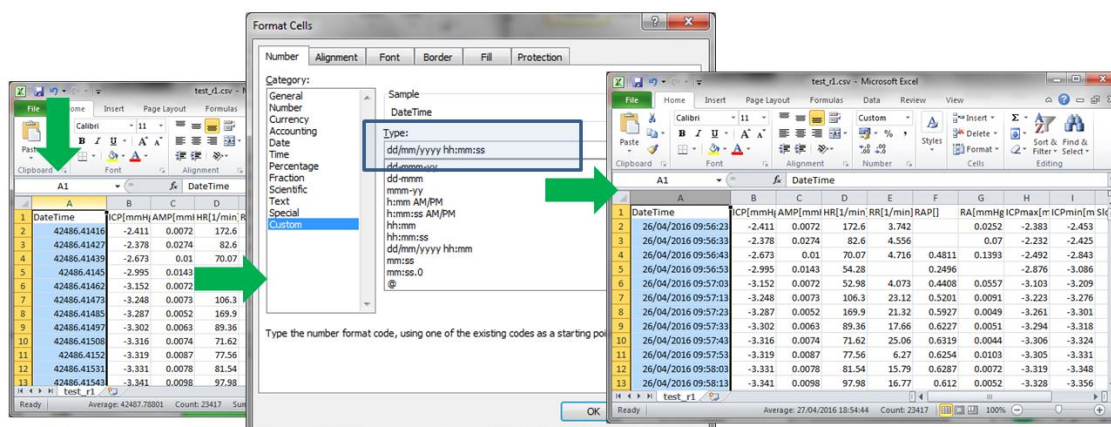 Format Cells
Number Alignment Font Border Fill Protection
Category:
General
Number
Currency
Accounting
Date
Time
Percentage
Fraction
Scientific
Text
Special
Custom
Sample
DateTime
Type:
dd/mm/yyyy hh:mm:ss
dd-mmm-yy
dd-mmm
mmm-yy
h:mm AM/PM
h:mm:ss AM/PM
hh:mm
hh:mm:ss
dd/mm/yyyy hh:mm
mm:ss
mm:ss.0
@
Type the number format code, using one of the existing codes as a starting
OK
test_r1.csv -
File Insert Page Layout Formulas
Calibri 11
Paste
Clipboard Font Alignment
A1 fx DateTime
A B C D
1 DateTime ICP[mmHg AMP[mmH HR[1/min]
2 42486.41416 -2.411 0.0072 172.6
3 42486.41427 -2.378 0.0274 82.6
4 42486.41439 -2.673 0.01 70.07
5 42486.4145 -2.995 0.0143
6 42486.41462 -3.152 0.0072
7 42486.41473 -3.248 0.0073 106.3
8 42486.41485 -3.287 0.0052 169.9
9 42486.41497 -3.302 0.0063 89.36
10 42486.41508 -3.316 0.0074 71.62
11 42486.4152 -3.319 0.0087 77.56
12 42486.41531 -3.331 0.0078 81.54
13 42486.41543 -3.341 0.0098 97.98
test_r1
Ready Average: 42487.78801 Count: 23417 Sum
test_r1.csv - Microsoft Excel
File Home Insert Page Layout Formulas Data Review View
Calibri 11 Custom Insert
Paste % , Styles Delete Sort & Find &
Format Filter Select
Clipboard Font Alignment Number Cells Editing
A1 fx DateTime
A B C D E F G H I
1 DateTime ICP[mmHg AMP[mmH HR[1/min] RR[1/min] RAP[] RA[mmHg ICPmax[m ICPmin[m Slo
2 26/04/2016 09:56:23 -2.411 0.0072 172.6 3.742 0.0252 -2.383 -2.453
3 26/04/2016 09:56:33 -2.378 0.0274 82.6 4.556 0.07 -2.232 -2.425
4 26/04/2016 09:56:43 -2.673 0.01 70.07 4.716 0.4811 0.1393 -2.492 -2.843
5 26/04/2016 09:56:53 -2.995 0.0143 54.28 0.2496 -2.876 -3.086
6 26/04/2016 09:57:03 -3.152 0.0072 52.98 4.073 0.4408 0.0557 -3.103 -3.209
7 26/04/2016 09:57:13 -3.248 0.0073 106.3 23.12 0.5201 0.0091 -3.223 -3.276
8 26/04/2016 09:57:23 -3.287 0.0052 169.9 21.32 0.5927 0.0049 -3.261 -3.301
9 26/04/2016 09:57:33 -3.302 0.0063 89.36 17.66 0.6227 0.0051 -3.294 -3.318
10 26/04/2016 09:57:43 -3.316 0.0074 71.62 25.06 0.6319 0.0044 -3.306 -3.324
11 26/04/2016 09:57:53 -3.319 0.0087 77.56 6.27 0.6254 0.0103 -3.305 -3.331
12 26/04/2016 09:58:03 -3.331 0.0078 81.54 15.79 0.6287 0.0072 -3.319 -3.348
13 26/04/2016 09:58:13 -3.341 0.0098 97.98 16.77 0.612 0.0052 -3.328 -3.356
test_r1
Ready Average: 27/04/2016 18:54:44 Count: 23417 100%